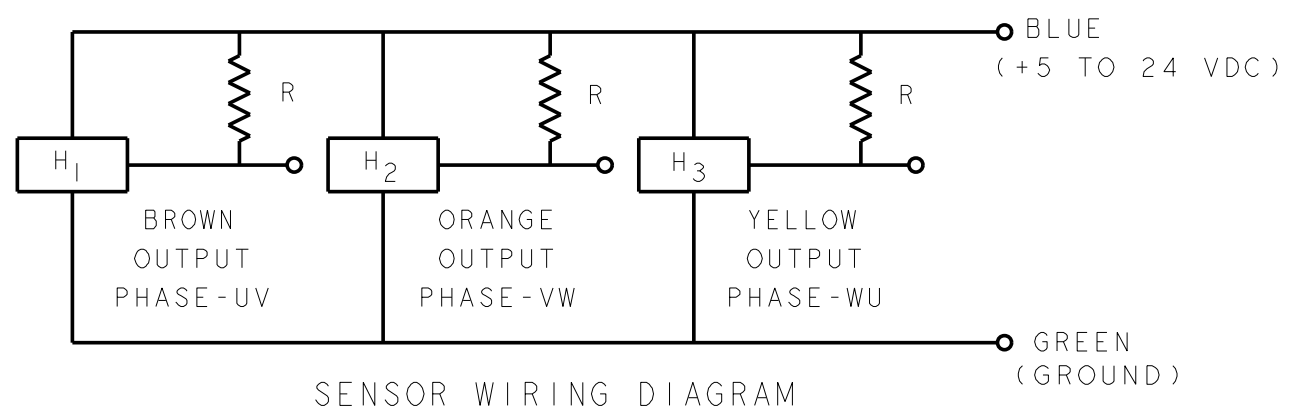 BLUE
(+5 TO 24 VDC)
R
R
R
H1
H2
H3
BROWN
OUTPUT
PHASE-UV
ORANGE
OUTPUT
PHASE-VW
YELLOW
OUTPUT
PHASE-WU
GREEN
(GROUND)
SENSOR WIRING DIAGRAM